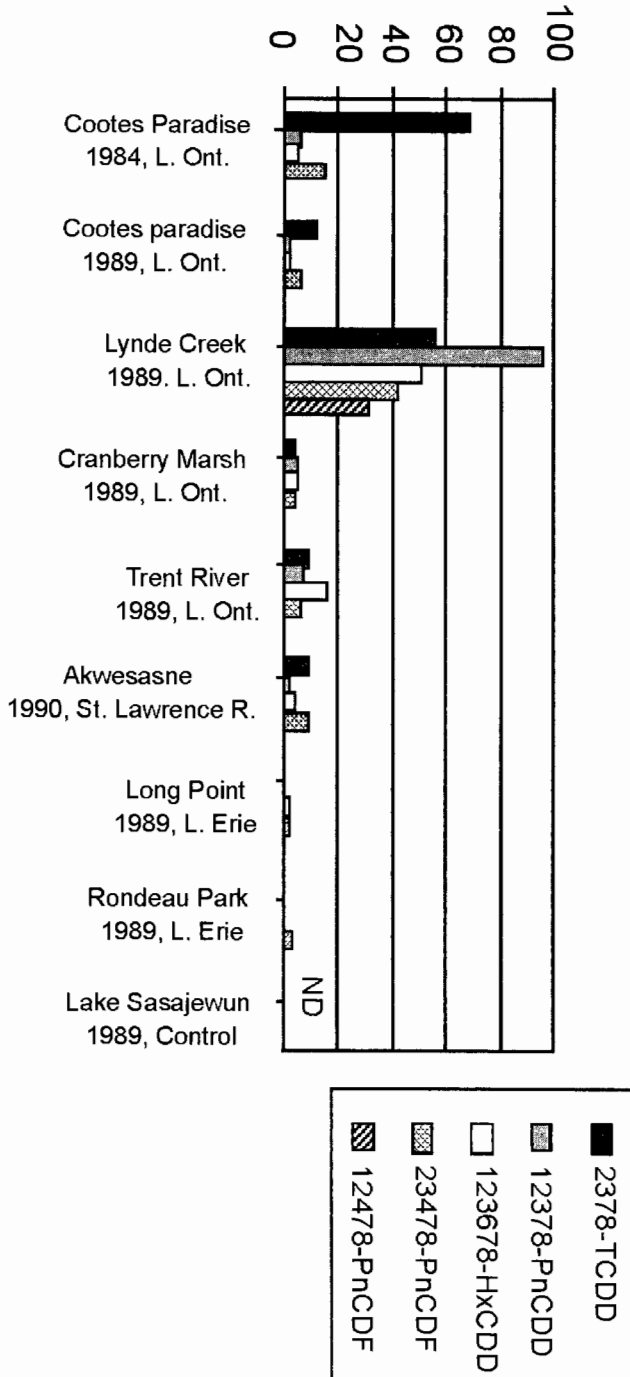 0
20
40
60
80
100
Cootes Paradise
1984, L. Ont.
Cootes paradise
1989, L. Ont.
Lynde Creek
1989. L. Ont.
Cranberry Marsh
1989, L. Ont.
Trent River
1989, L. Ont.
Akwesasne
1990, St. Lawrence R.
Long Point
1989, L. Erie
Rondeau Park
1989, L. Erie
Lake Sasajewun
1989, Control
ND
2378-TCDD
12378-PnCDD
123678-HxCDD
23478-PnCDF
12478-PnCDF